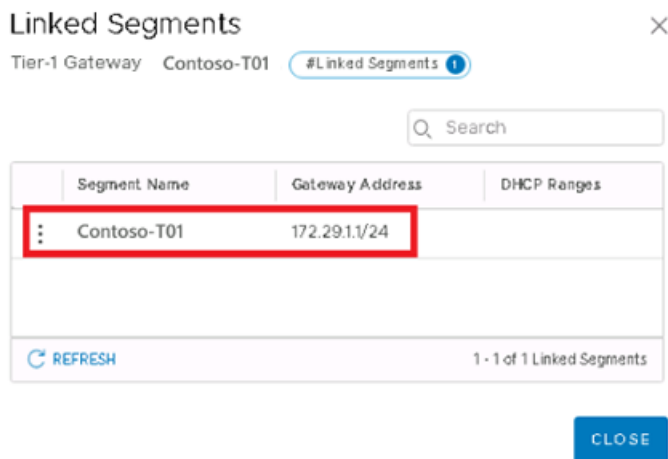 Linked Segments
Tier-1 Gateway Contoso-T01 #Linked Segments 1
Search
Segment Name Gateway Address DHCP Ranges
Contoso-T01 172.29.1.1/24
REFRESH 1 - 1 of 1 Linked Segments
CLOSE